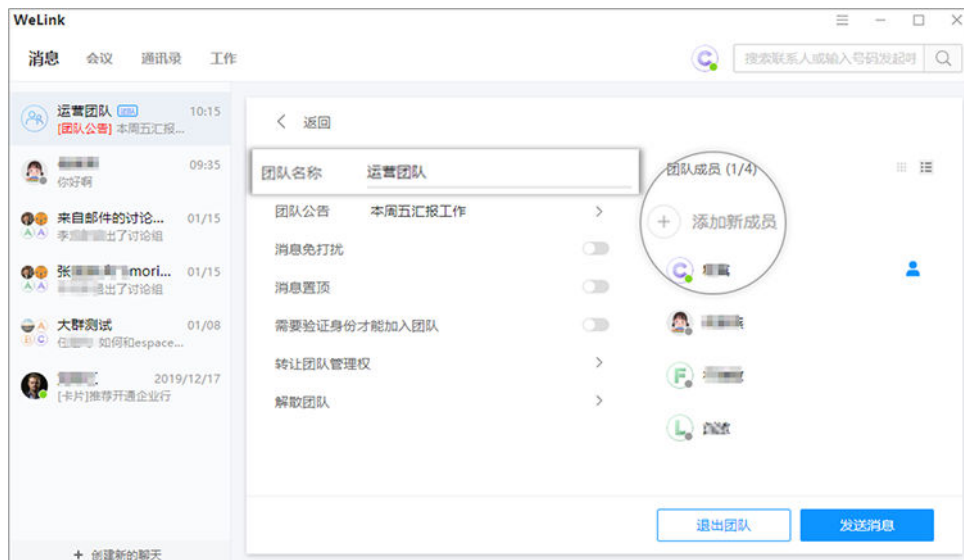 WeLink
消息 会议 通讯录 工作
搜索联系人或输入号码发起呼
运营团队 团队 10:15
[团队公告] 本周五汇报...
09:35
你好啊
来自邮件的讨论... 01/15
李 出了讨论组
张 mori... 01/15
退出了讨论组
大群测试 01/08
任 如何和espace...
2019/12/17
[卡片]推荐开通企业行
+ 创建新的聊天
返回
团队名称 运营团队
团队公告 本周五汇报工作
消息免打扰
消息置顶
需要验证身份才能加入团队
转让团队管理权
解散团队
团队成员 (1/4)
添加新成员
C
F
L
退出团队 发送消息